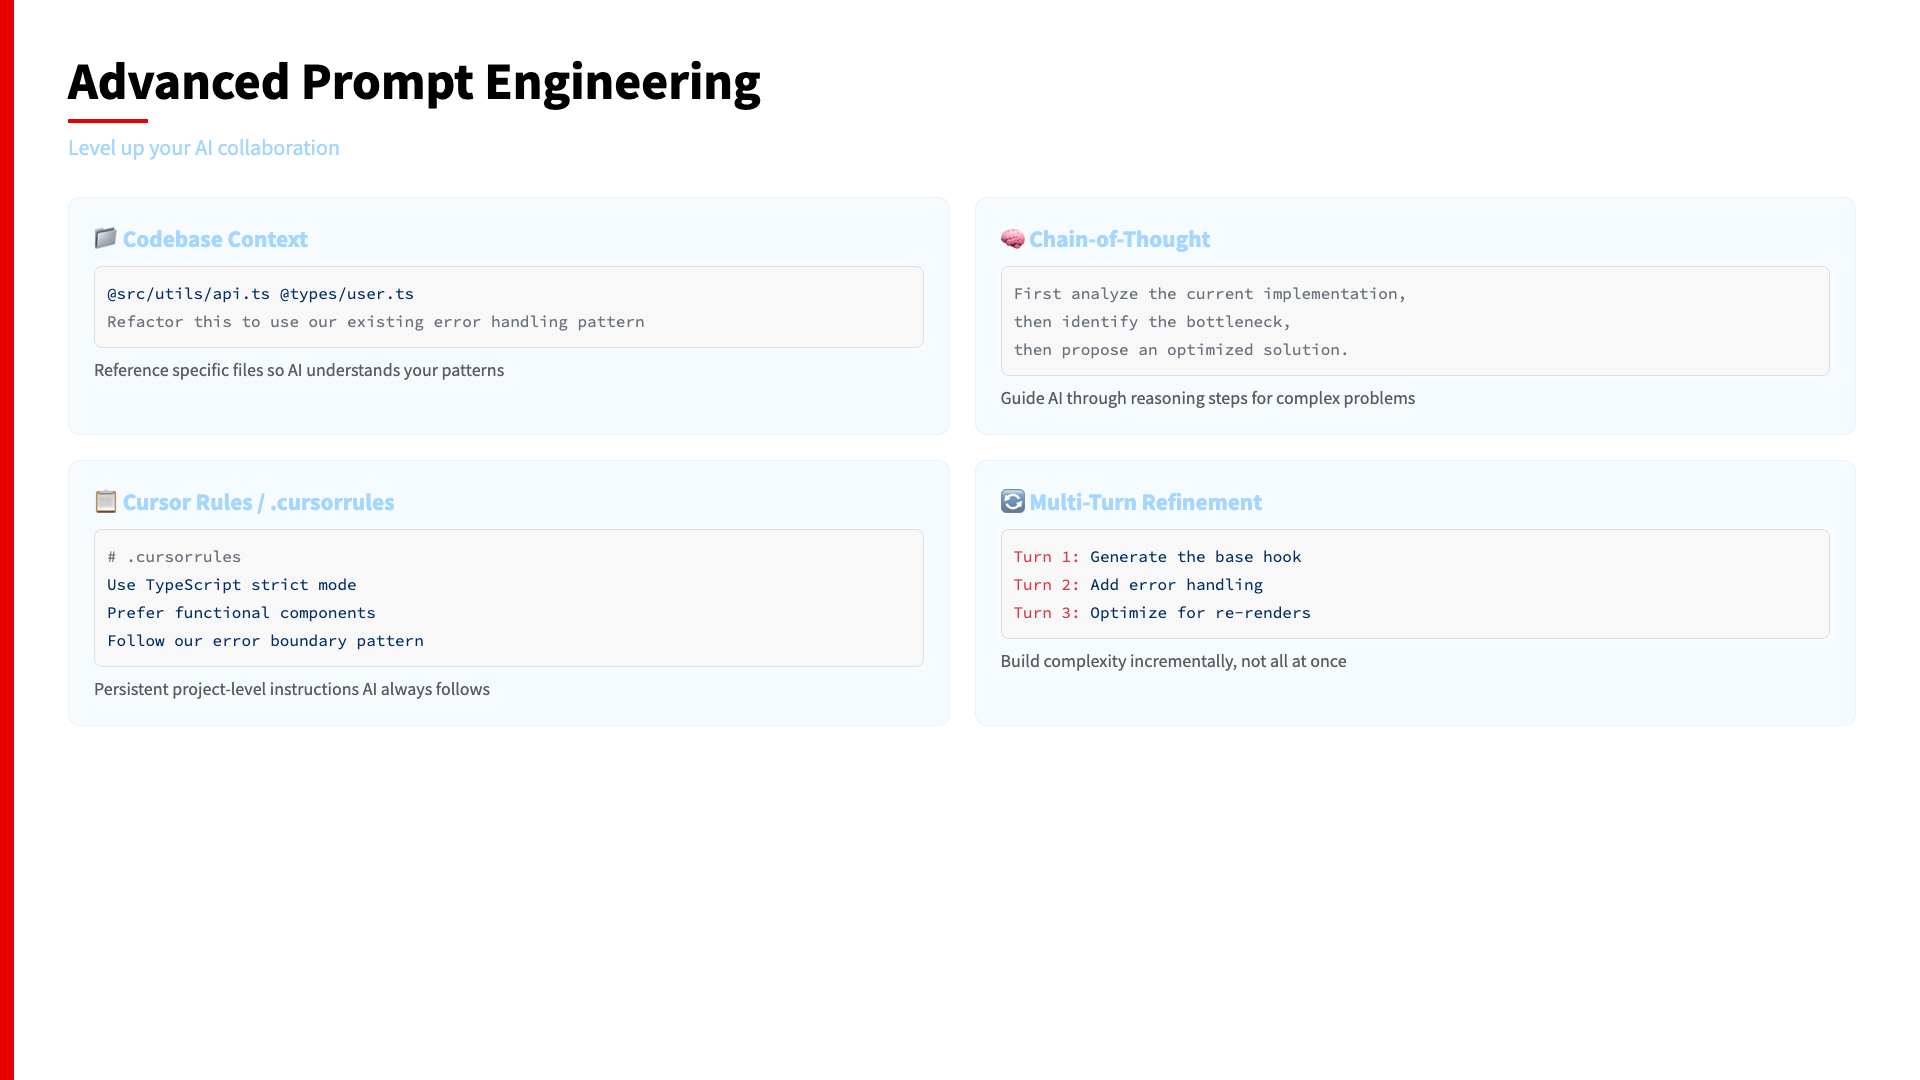 Advanced Prompt Engineering
Level up your AI collaboration
Codebase Context
@src/utils/api.ts @types/user.ts
Refactor this to use our existing error handling pattern
Reference specific files so AI understands your patterns
Chain-of-Thought
First analyze the current implementation,
then identify the bottleneck,
then propose an optimized solution.
Guide AI through reasoning steps for complex problems
Cursor Rules / .cursorrules
# .cursorrules
Use TypeScript strict mode
Prefer functional components
Follow our error boundary pattern
Persistent project-level instructions AI always follows
Multi-Turn Refinement
Turn 1: Generate the base hook
Turn 2: Add error handling
Turn 3: Optimize for re-renders
Build complexity incrementally, not all at once